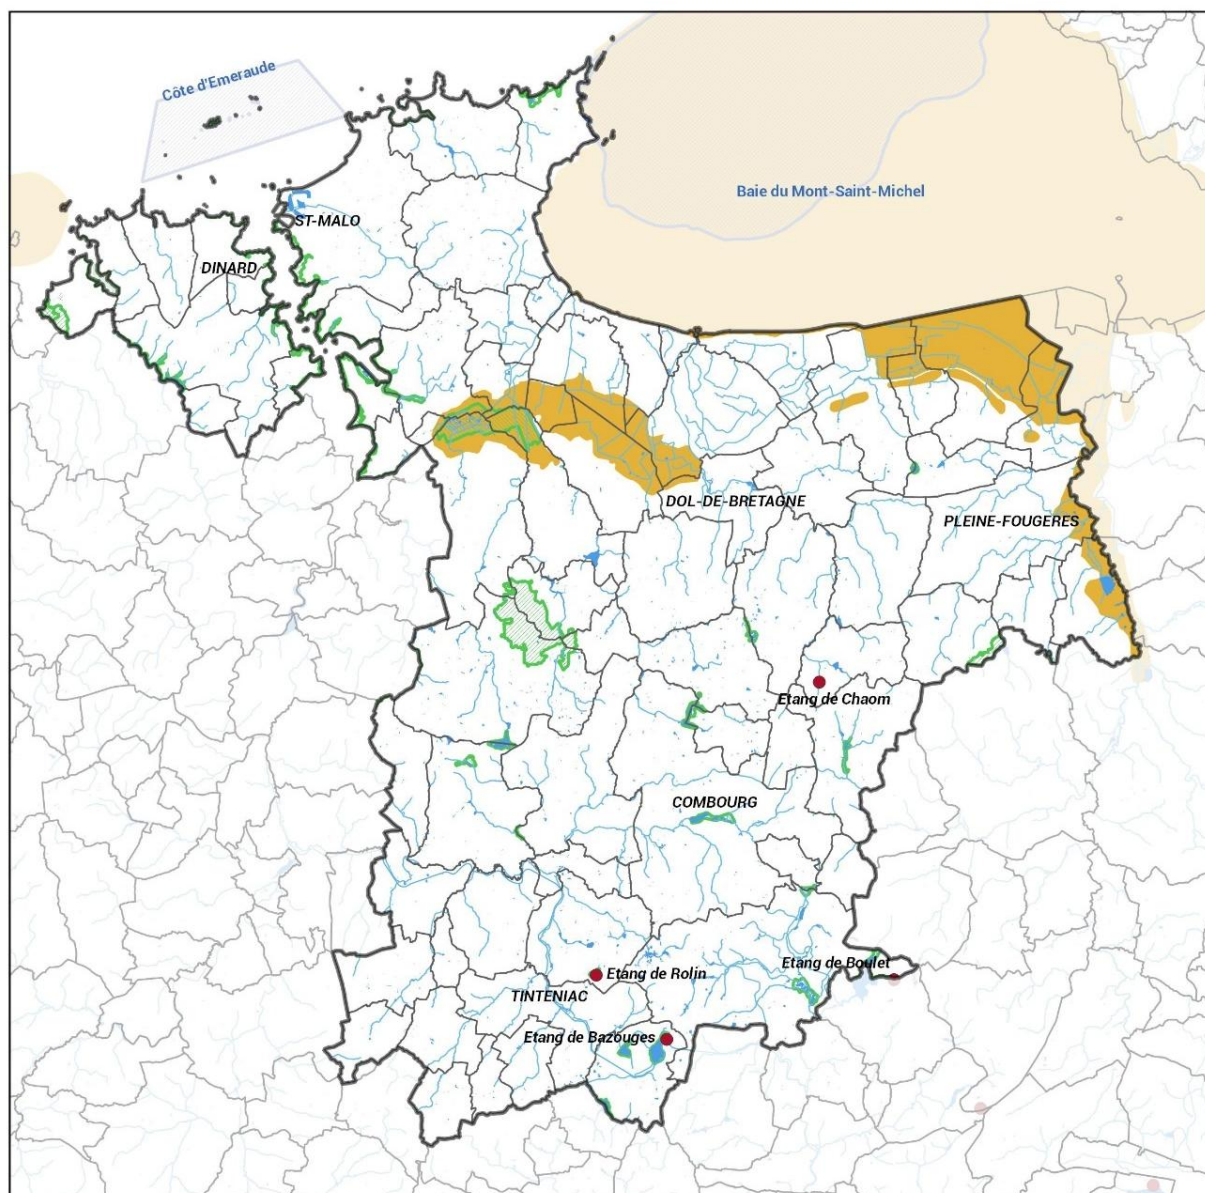 Côte d'Emeraude
Baie du Mont-Saint-Michel
ST-MALO
DINARD
DOL-DE-BRETAGNE
PLEINE-FOUGERES
Etang de Chaom
COMBOURG
Etang de Boulet
Etang de Rolin
TINTENIAC
Etang de Bazouges